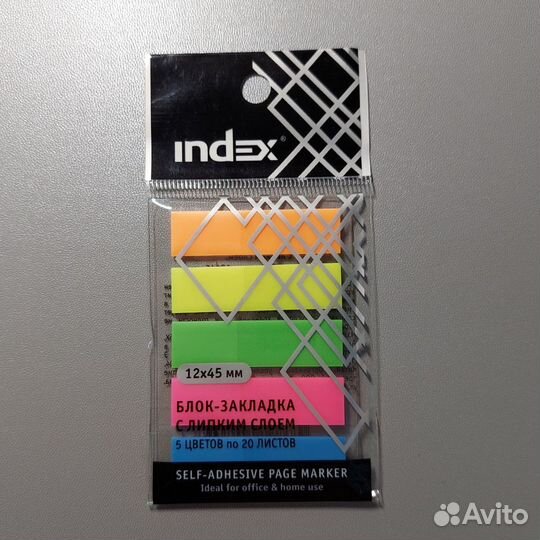 index®
12x45 мм
БЛОК-ЗАКЛАДКА
С ЛИПКИМ СЛОЕМ
5 ЦВЕТОВ по 20 ЛИСТОВ
SELF-ADHESIVE PAGE MARKER
Ideal for office & home use
Avito